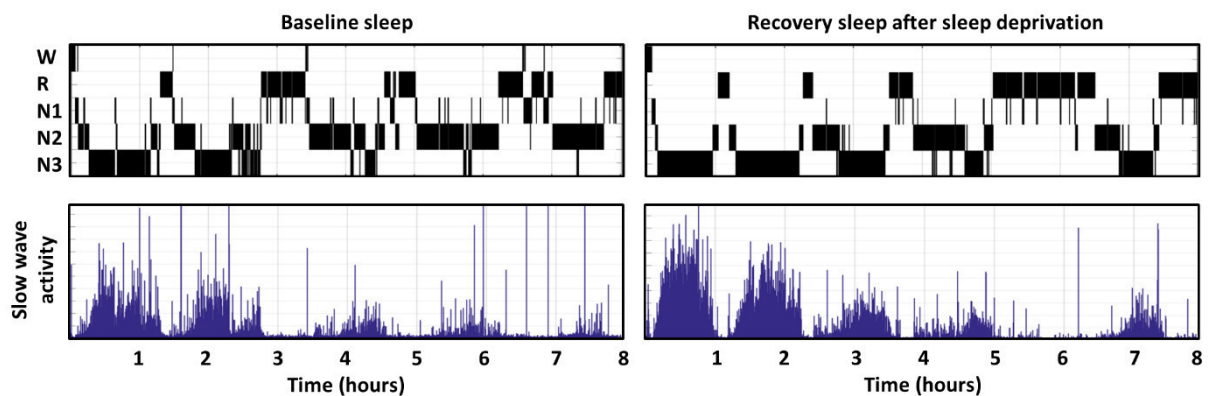 Baseline sleep
Recovery sleep after sleep deprivation
W
R
N1
N2
N3
Slow wave
activity
1 2 3 4 5 6 7 8
1 2 3 4 5 6 7 8
Time (hours)
Time (hours)